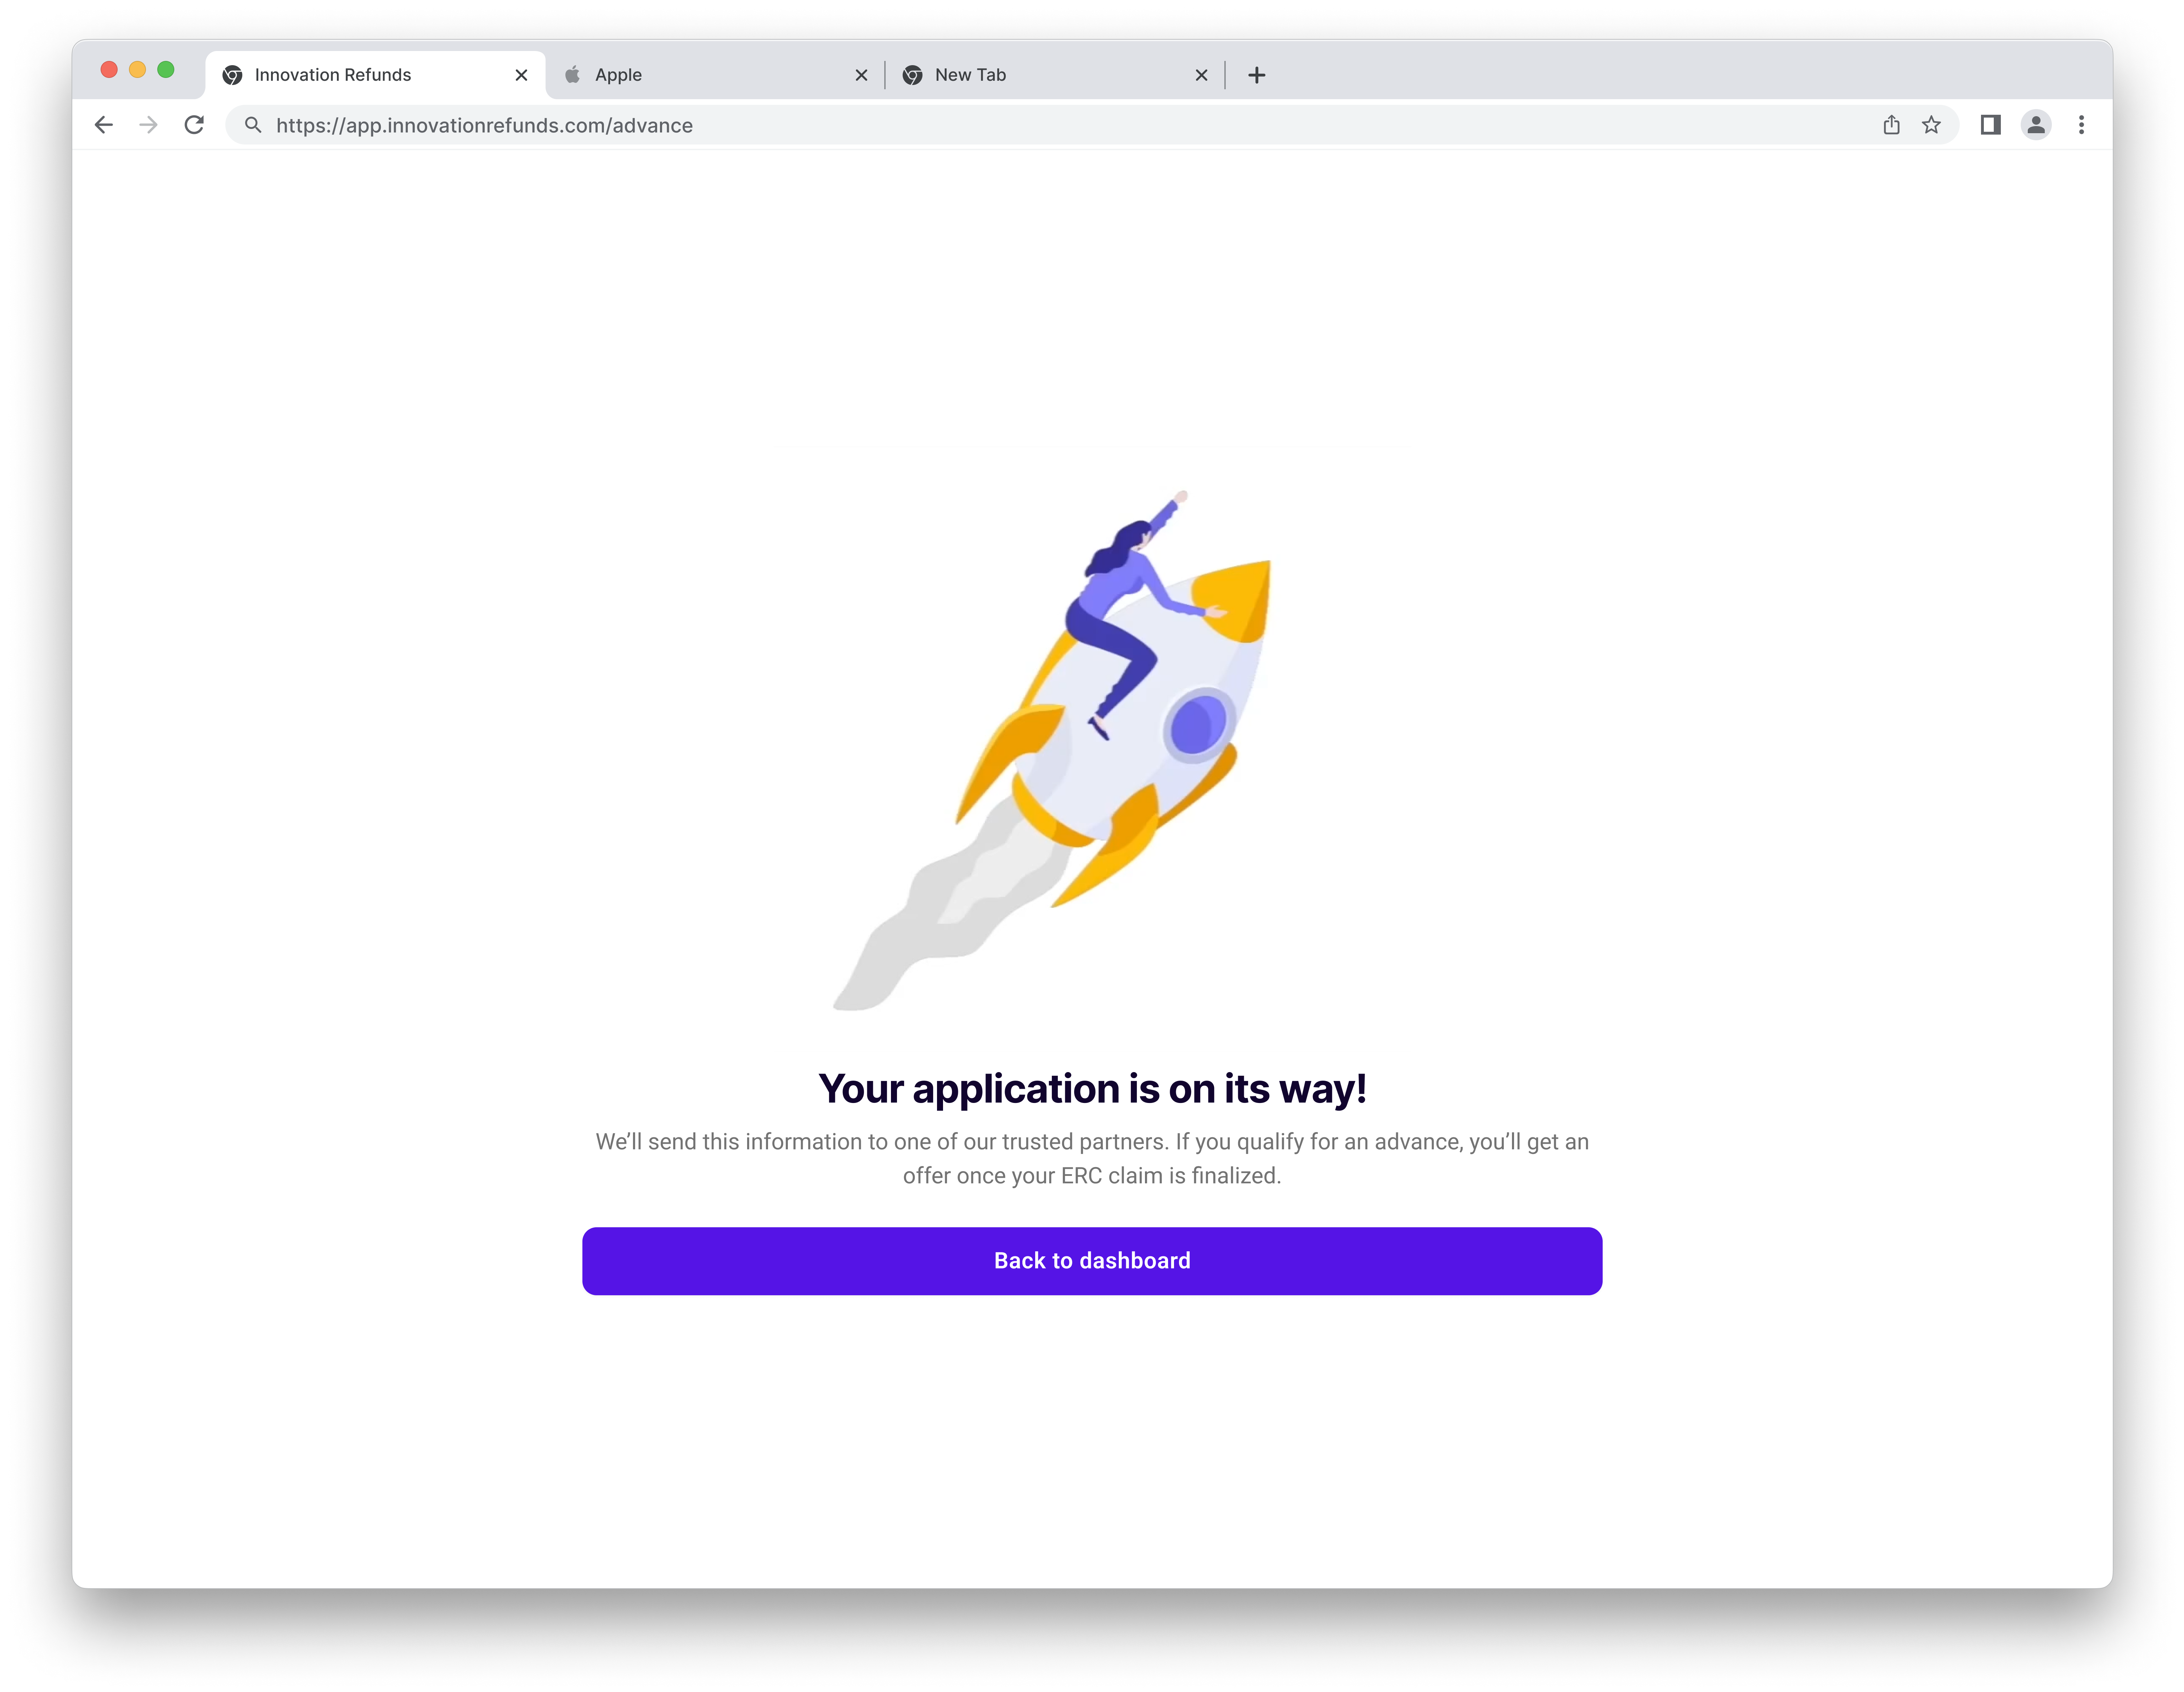 Innovation Refunds
Apple
New Tab
https://app.innovationrefunds.com/advance
Your application is on its way!
We’ll send this information to one of our trusted partners. If you qualify for an advance, you’ll get an
offer once your ERC claim is finalized.
Back to dashboard